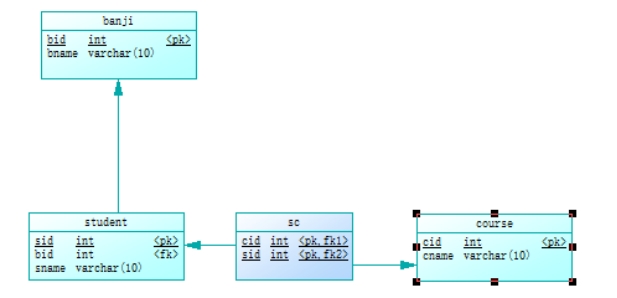 banji
bid int <pk>
bname varchar(10)
student
sid int <pk>
bid int <fk>
sname varchar(10)
sc
cid int <pk,fk1>
sid int <pk,fk2>
course
cid int <pk>
cname varchar(10)